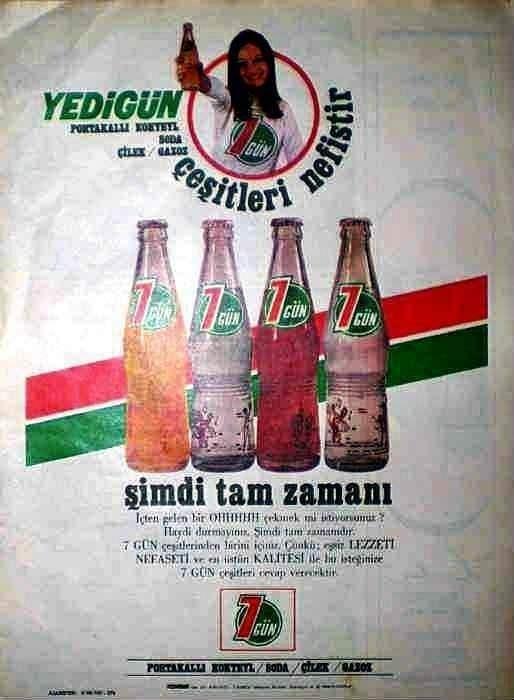 YEDİGÜN
PORTAKALLI KOKTEYL
SODA
ÇİLEK / GAZOZ
7 GÜN
çeşitleri nefistir
7 GÜN
7 GÜN
7 GÜN
7 GÜN
şimdi tam zamanı
İçten gelen bir OHHHHH çekmek mi istiyorsunuz?
Haydi durmayınız. Şimdi tam zamanıdır.
7 GÜN çeşitlerinden birini içiniz. Çünkü; eşsiz LEZZETİ
NEFASETİ ve en üstün KALİTESİ ile bu isteğinize
7 GÜN çeşitleri cevap verecektir.
7 GÜN
PORTAKALLI KOKTEYL / SODA / ÇİLEK / GAZOZ
YEDİGÜN